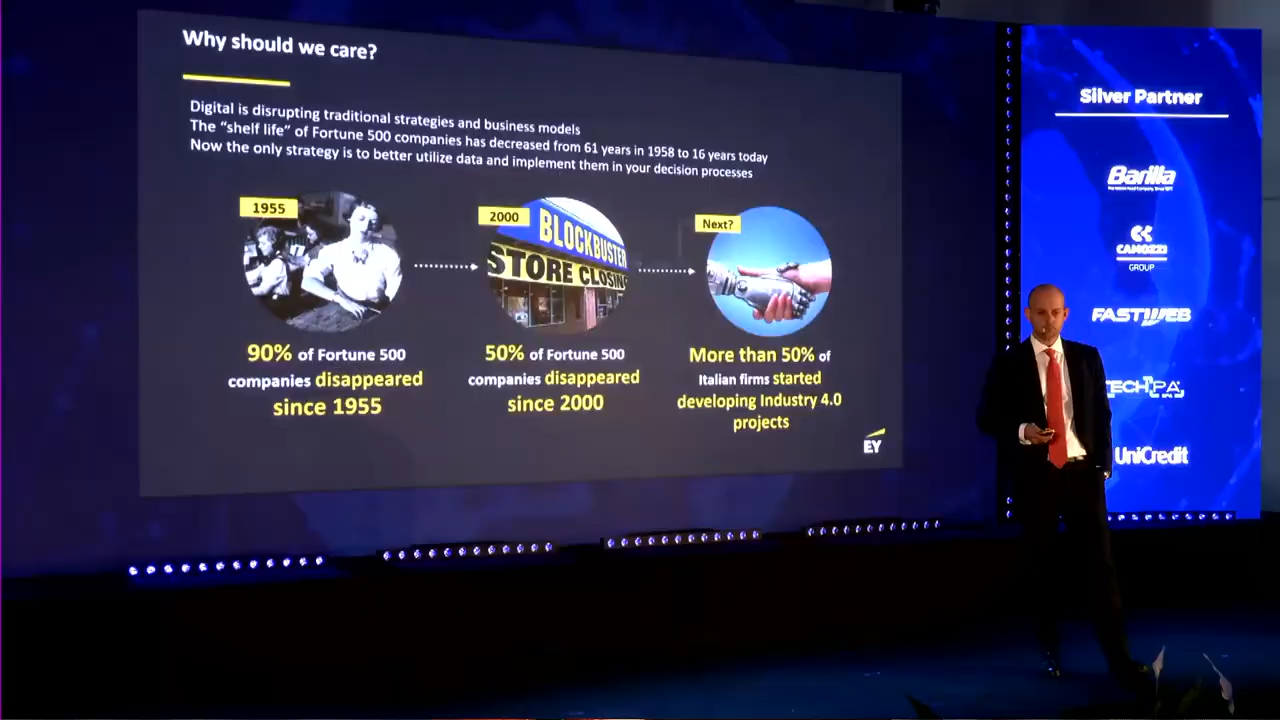 Why should we care?
Digital is disrupting traditional strategies and business models
The “shelf life” of Fortune 500 companies has decreased from 61 years in 1958 to 16 years today
Now the only strategy is to better utilize data and implement them in your decision processes
1955
2000
Next?
BLOCKBUSTER
STORE CLOSIN
90% of Fortune 500
companies disappeared
since 1955
50% of Fortune 500
companies disappeared
since 2000
More than 50% of
Italian firms started
developing Industry 4.0
projects
EY
Silver Partner
Barilla
CAMOZZI
GROUP
FASTWEB
UniCredit